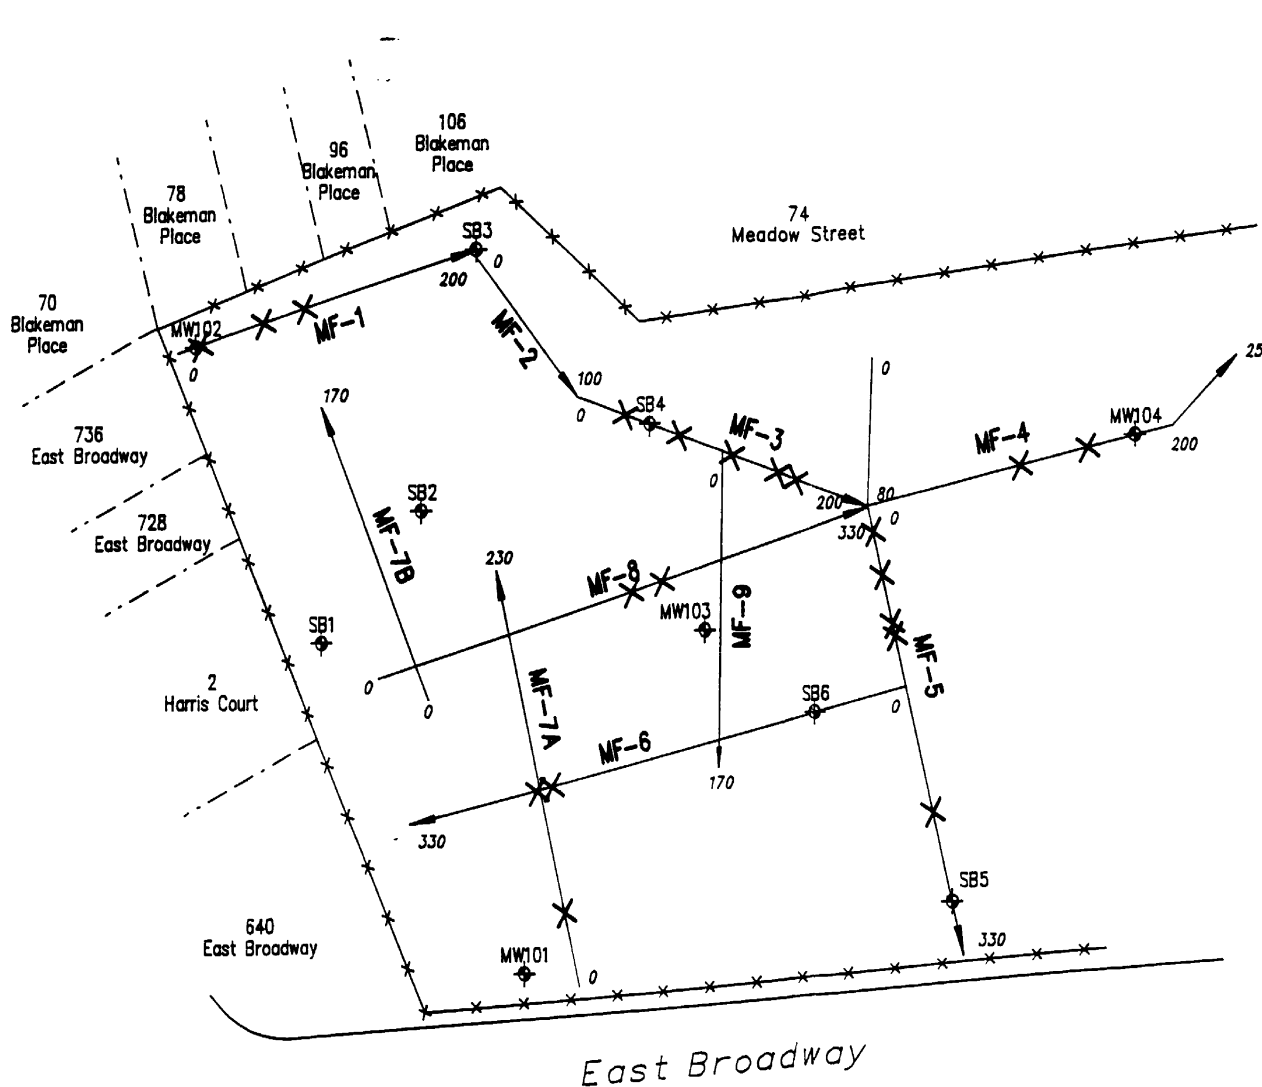 106
Blakeman
Place
96
Blakeman
Place
78
Blakeman
Place
74
Meadow Street
SB3
0
200
70
Blakeman
Place
MW102
0
MF-1
MF-2
100
0
SB4
170
MF-3
0
25
MW104
200
MF-4
736
East Broadway
0
200
80
0
330
728
East Broadway
SB2
MF-7B
230
MF-8
MW103
MF-9
SB1
MF-5
2
Harris Court
0
0
MF-7A
SB6
0
MF-6
170
330
SB5
330
640
East Broadway
MW101
0
East Broadway